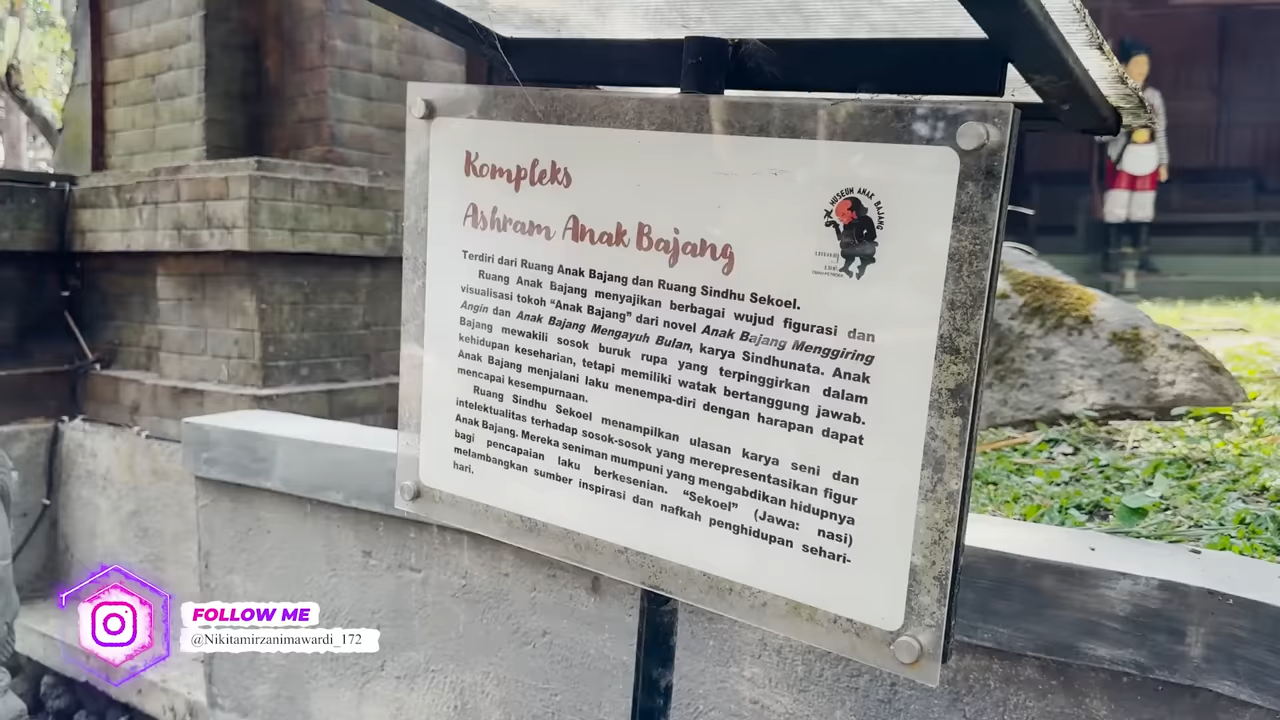 Kompleks
Ashram Anak Bajang
MUSEUM ANAK BAJANG
Terdiri dari Ruang Anak Bajang dan Ruang Sindhu Sekoel.
Ruang Anak Bajang menyajikan berbagai wujud figurasi dan
visualisasi tokoh “Anak Bajang” dari novel Anak Bajang Menggiring
Angin dan Anak Bajang Mengayuh Bulan, karya Sindhunata. Anak
Bajang mewakili sosok buruk rupa yang terpinggirkan dalam
kehidupan keseharian, tetapi memiliki watak bertanggung jawab.
Anak Bajang menjalani laku menempa-diri dengan harapan dapat
mencapai kesempurnaan.
Ruang Sindhu Sekoel menampilkan ulasan karya seni dan
intelektualitas terhadap sosok-sosok yang merepresentasikan figur
Anak Bajang. Mereka seniman mumpuni yang mengabdikan hidupnya
bagi pencapaian laku berkesenian. “Sekoel” (Jawa: nasi)
melambangkan sumber inspirasi dan nafkah penghidupan sehari-
hari.
FOLLOW ME
@Nikitamirzanimawardi_172